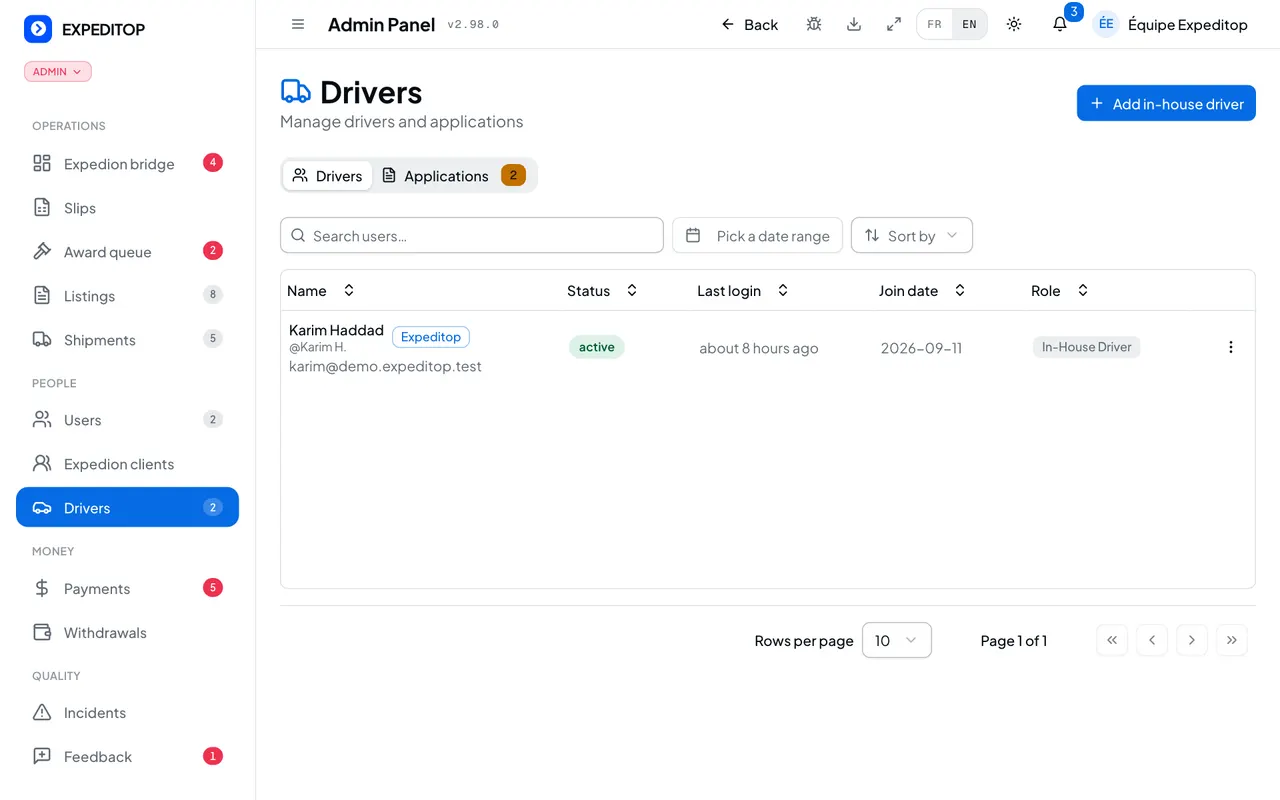 EXPEDITOP
ADMIN
OPERATIONS
Expedion bridge 4
Slips
Award queue 2
Listings 8
Shipments 5
PEOPLE
Users 2
Expedion clients
Drivers 2
MONEY
Payments 5
Withdrawals
QUALITY
Incidents
Feedback 1
Admin Panel v2.98.0
Back
FR EN
3
ÉE Équipe Expeditop
Drivers
Manage drivers and applications
Add in-house driver
Drivers Applications 2
Search users...
Pick a date range
Sort by
Name Status Last login Join date Role
Karim Haddad Expeditop
@Karim H.
karim@demo.expeditop.test
active
about 8 hours ago
2026-09-11
In-House Driver
Rows per page 10
Page 1 of 1